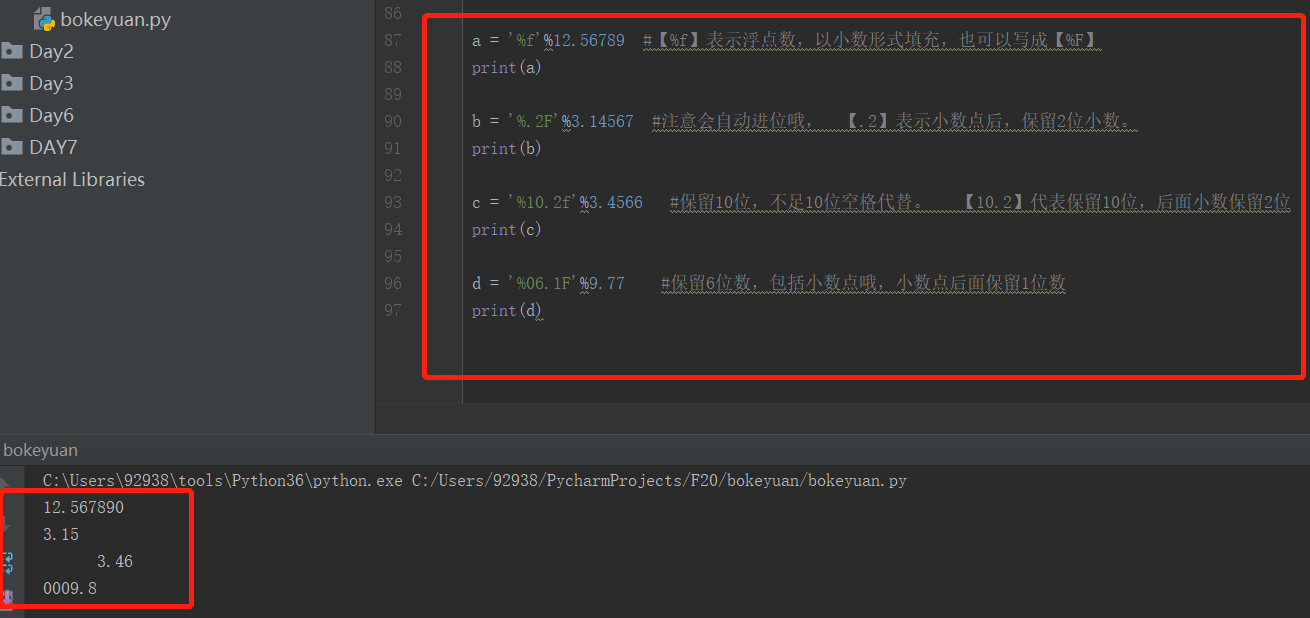 bokeyuan.py
Day2
Day3
Day6
DAY7
External Libraries
86
87 a = '%f'%12.56789 #【%f】表示浮点数，以小数形式填充，也可以写成【%F】
88 print(a)
89
90 b = '%.2F'%3.14567 #注意会自动进位哦， 【.2】表示小数点后，保留2位小数。
91 print(b)
92
93 c = '%10.2f'%3.4566 #保留10位，不足10位空格代替。 【10.2】代表保留10位，后面小数保留2位
94 print(c)
95
96 d = '%06.1F'%9.77 #保留6位数，包括小数点哦，小数点后面保留1位数
97 print(d)
bokeyuan
C:\Users\92938\tools\Python36\python.exe C:/Users/92938/PycharmProjects/F20/bokeyuan/bokeyuan.py
12.567890
3.15
3.46
0009.8